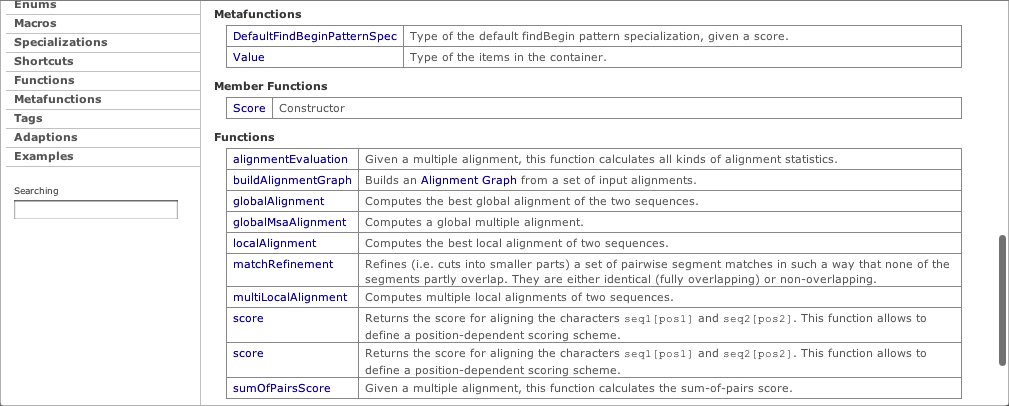 Enums
Macros
Specializations
Shortcuts
Functions
Metafunctions
Tags
Adaptions
Examples
Searching
Metafunctions
DefaultFindBeginPatternSpec Type of the default findBegin pattern specialization, given a score.
Value Type of the items in the container.
Member Functions
Score Constructor
Functions
alignmentEvaluation Given a multiple alignment, this function calculates all kinds of alignment statistics.
buildAlignmentGraph Builds an Alignment Graph from a set of input alignments.
globalAlignment Computes the best global alignment of the two sequences.
globalMsaAlignment Computes a global multiple alignment.
localAlignment Computes the best local alignment of two sequences.
matchRefinement Refines (i.e. cuts into smaller parts) a set of pairwise segment matches in such a way that none of the
segments partly overlap. They are either identical (fully overlapping) or non-overlapping.
multiLocalAlignment Computes multiple local alignments of two sequences.
score Returns the score for aligning the characters seq1[pos1] and seq2[pos2]. This function allows to
define a position-dependent scoring scheme.
score Returns the score for aligning the characters seq1[pos1] and seq2[pos2]. This function allows to
define a position-dependent scoring scheme.
sumOfPairsScore Given a multiple alignment, this function calculates the sum-of-pairs score.